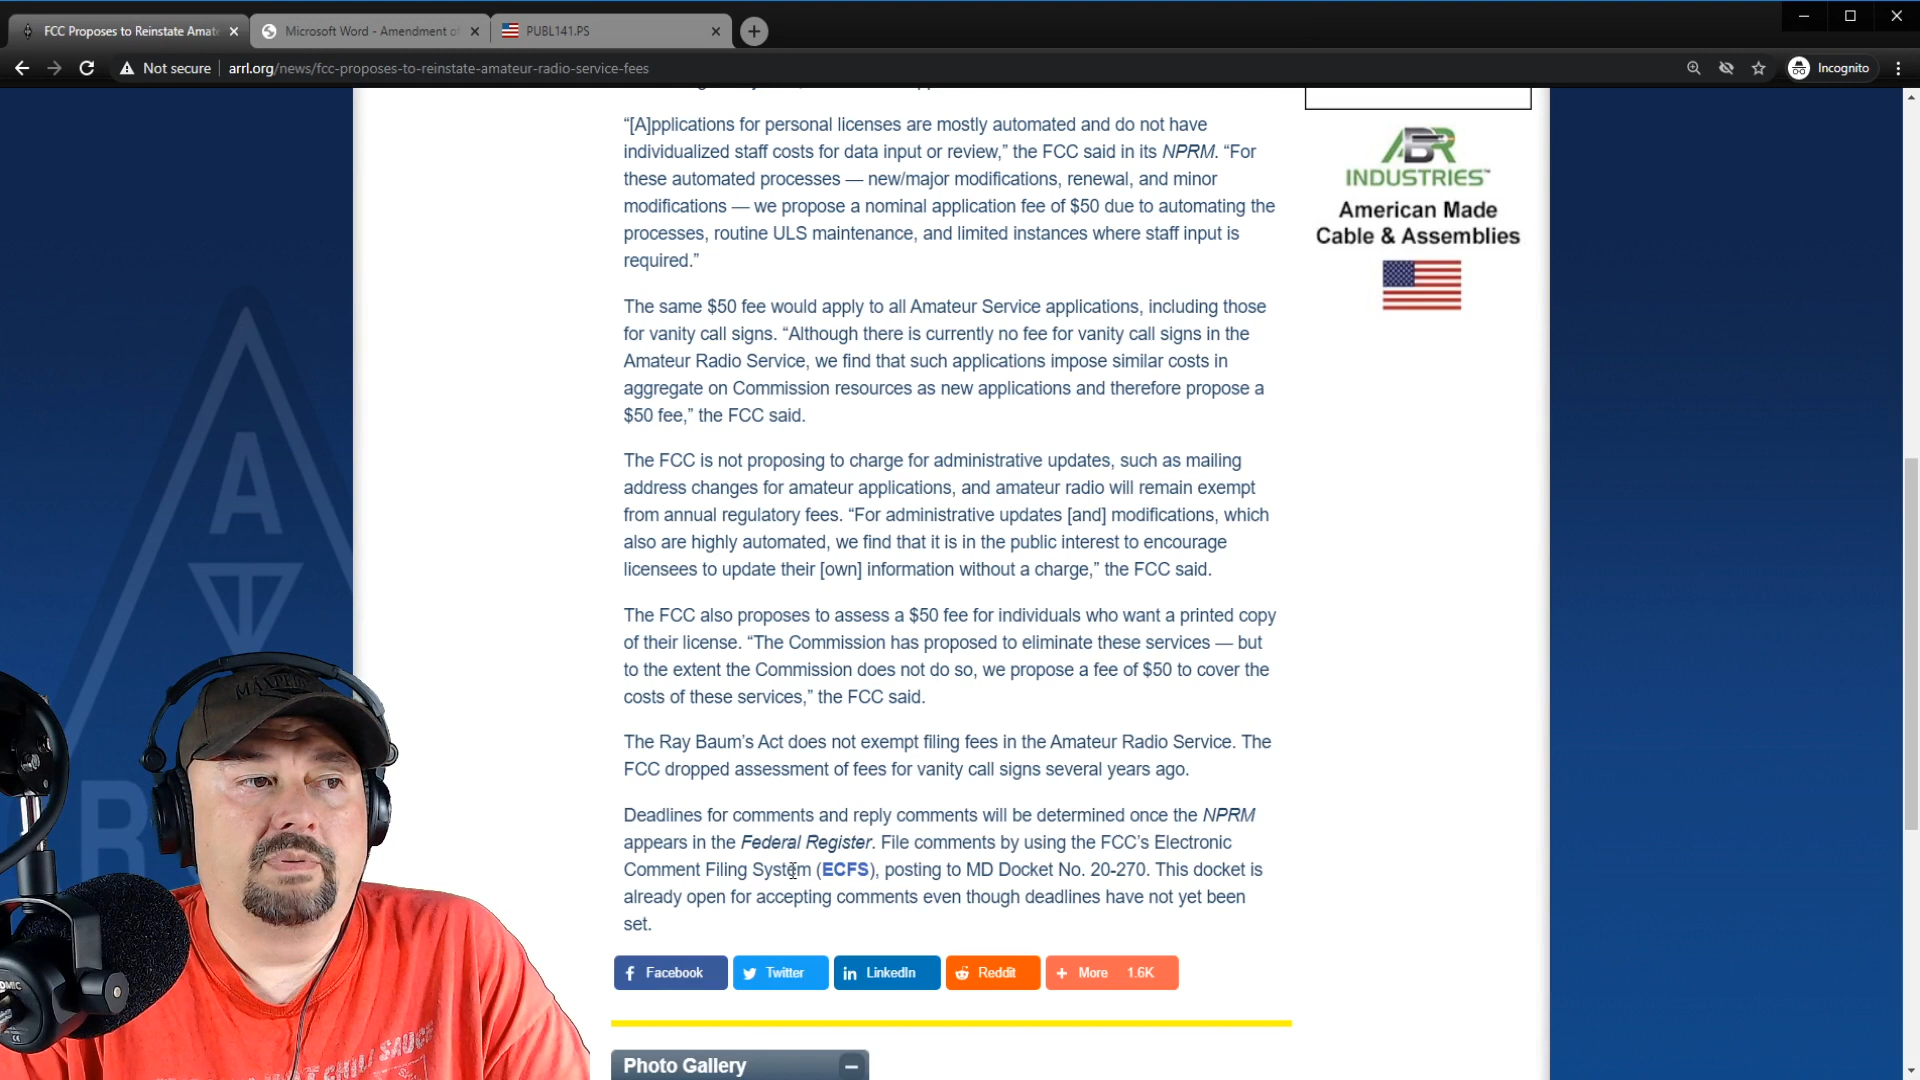 FCC Proposes to Reinstate Amat
Microsoft Word - Amendment of
PUBL141.PS
Not secure
arrl.org/news/fcc-proposes-to-reinstate-amateur-radio-service-fees
Incognito
“[A]pplications for personal licenses are mostly automated and do not have
individualized staff costs for data input or review,” the FCC said in its NPRM. “For
these automated processes — new/major modifications, renewal, and minor
modifications — we propose a nominal application fee of $50 due to automating the
processes, routine ULS maintenance, and limited instances where staff input is
required.”
The same $50 fee would apply to all Amateur Service applications, including those
for vanity call signs. “Although there is currently no fee for vanity call signs in the
Amateur Radio Service, we find that such applications impose similar costs in
aggregate on Commission resources as new applications and therefore propose a
$50 fee,” the FCC said.
The FCC is not proposing to charge for administrative updates, such as mailing
address changes for amateur applications, and amateur radio will remain exempt
from annual regulatory fees. “For administrative updates [and] modifications, which
also are highly automated, we find that it is in the public interest to encourage
licensees to update their [own] information without a charge,” the FCC said.
The FCC also proposes to assess a $50 fee for individuals who want a printed copy
of their license. “The Commission has proposed to eliminate these services — but
to the extent the Commission does not do so, we propose a fee of $50 to cover the
costs of these services,” the FCC said.
The Ray Baum’s Act does not exempt filing fees in the Amateur Radio Service. The
FCC dropped assessment of fees for vanity call signs several years ago.
Deadlines for comments and reply comments will be determined once the NPRM
appears in the Federal Register. File comments by using the FCC’s Electronic
Comment Filing System (ECFS), posting to MD Docket No. 20-270. This docket is
already open for accepting comments even though deadlines have not yet been
set.
Facebook
Twitter
LinkedIn
Reddit
More 1.6K
Photo Gallery
ABR
INDUSTRIES™
American Made
Cable & Assemblies
A
R
CHILI SAUCE